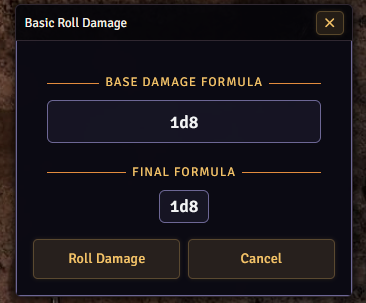 Basic Roll Damage
BASE DAMAGE FORMULA
1d8
FINAL FORMULA
1d8
Roll Damage
Cancel